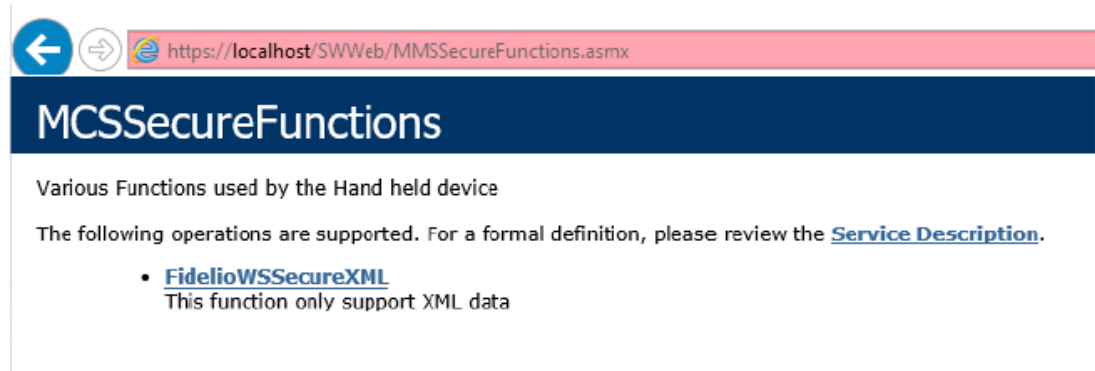 https://localhost/SWWeb/MMSSecureFunctions.asmx
MCSSecureFunctions
Various Functions used by the Hand held device
The following operations are supported. For a formal definition, please review the Service Description.
• FidelioWSSecureXML
This function only support XML data